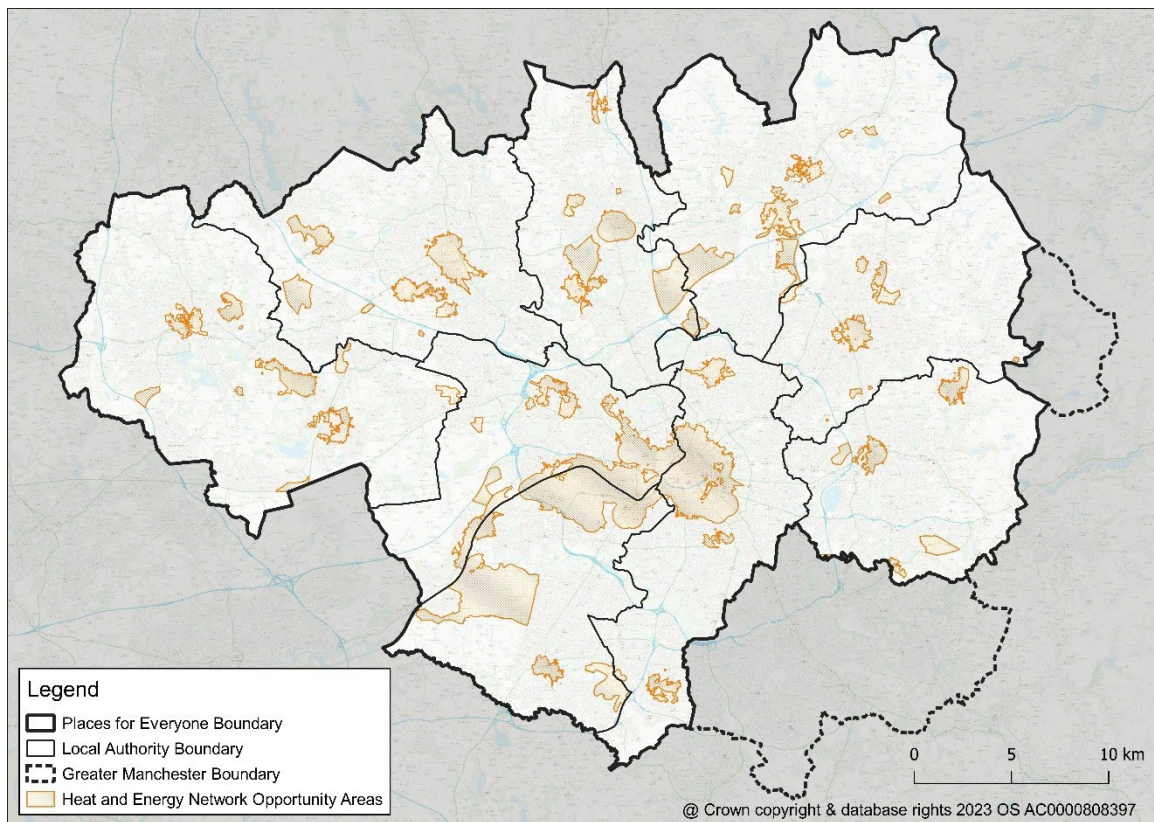 Legend
Places for Everyone Boundary
Local Authority Boundary
Greater Manchester Boundary
Heat and Energy Network Opportunity Areas
0 5 10 km
@ Crown copyright & database rights 2023 OS AC0000808397